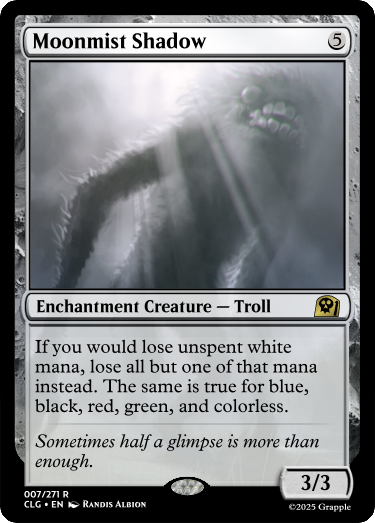 Moonmist Shadow 5
Enchantment Creature — Troll
If you would lose unspent white
mana, lose all but one of that mana
instead. The same is true for blue,
black, red, green, and colorless.
Sometimes half a glimpse is more than
enough.
3/3
007/271 R
CLG • EN Randis Albion
©2025 Grapple